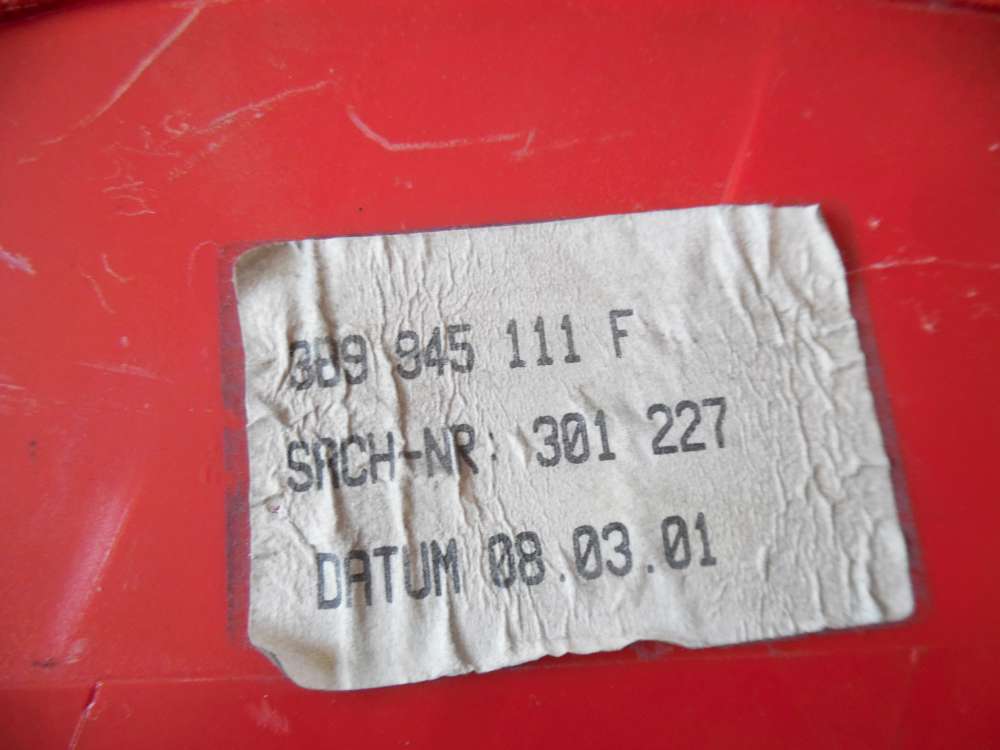 3B9 945 111 F
SACH-NR: 301 227
DATUM 08.03.01